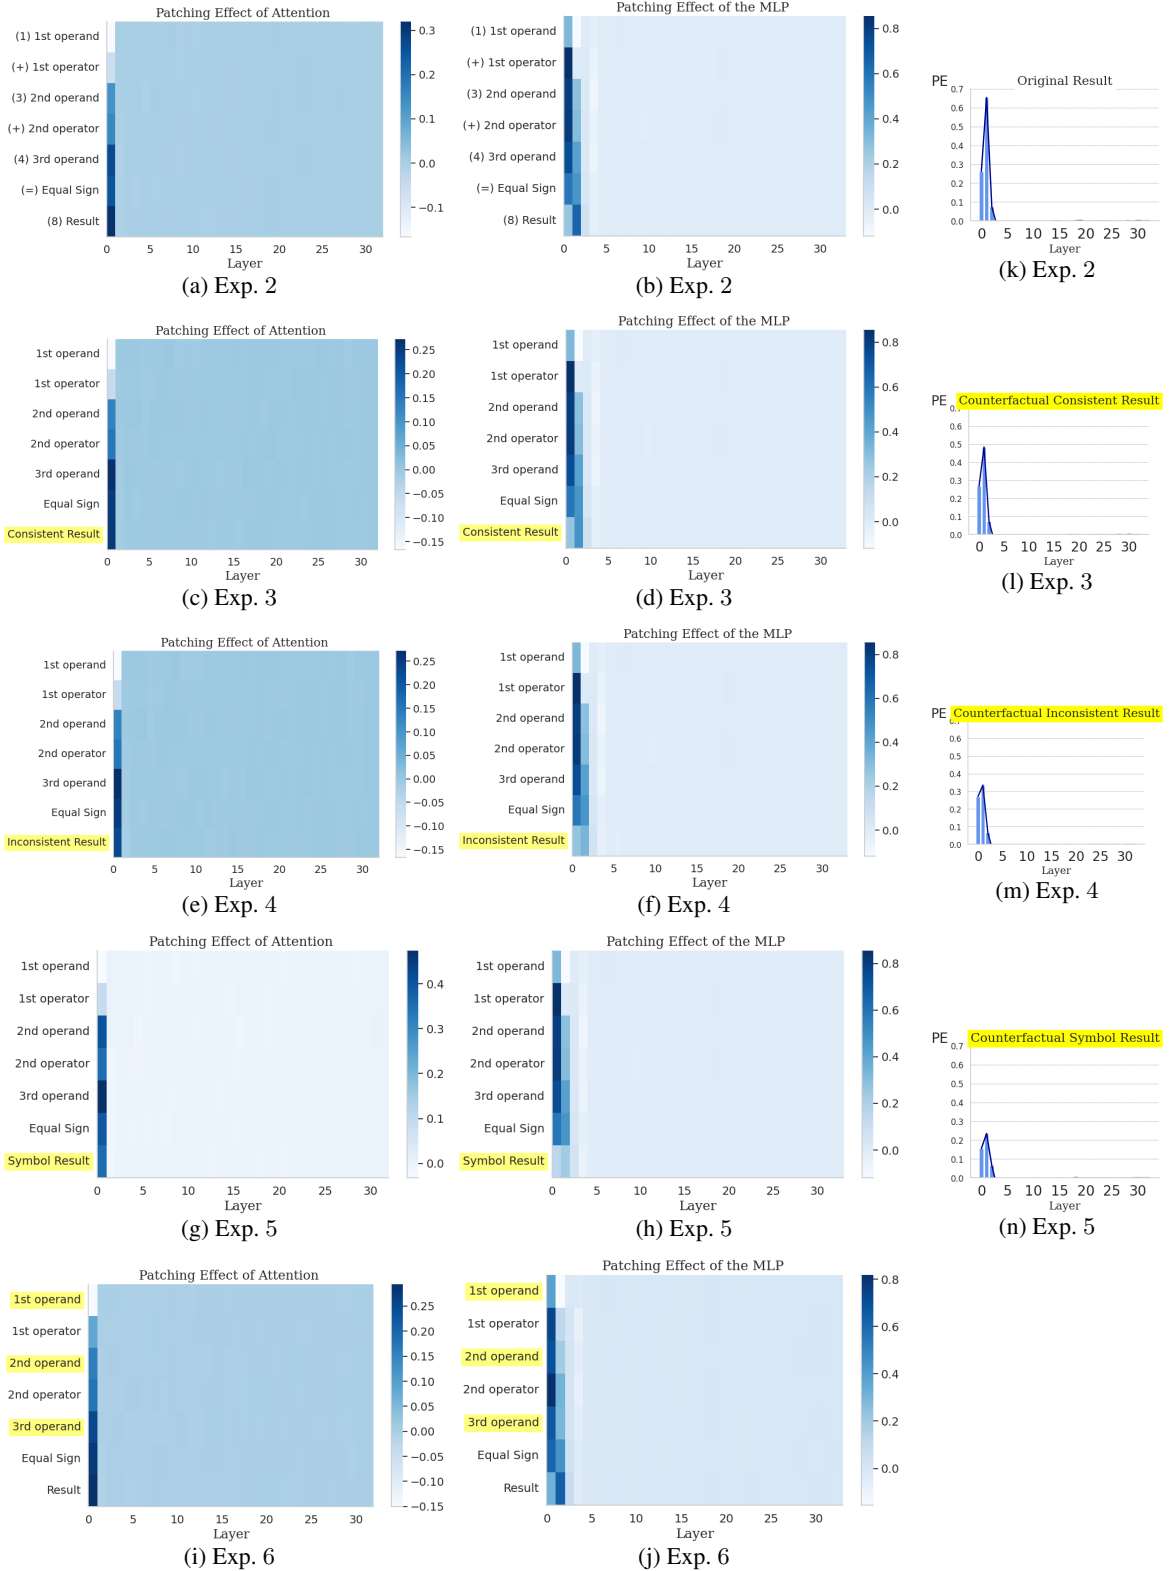 Patching Effect of Attention
(1) 1st operand
(+) 1st operator
(3) 2nd operand
(+) 2nd operator
(4) 3rd operand
(=) Equal Sign
(8) Result
0 5 10 15 20 25 30
Layer
0.3
0.2
0.1
0.0
−0.1
(a) Exp. 2
Patching Effect of the MLP
(1) 1st operand
(+) 1st operator
(3) 2nd operand
(+) 2nd operator
(4) 3rd operand
(=) Equal Sign
(8) Result
0 5 10 15 20 25 30
Layer
0.8
0.6
0.4
0.2
0.0
(b) Exp. 2
PE
Original Result
0.7
0.6
0.5
0.4
0.3
0.2
0.1
0.0
0 5 10 15 20 25 30
Layer
(k) Exp. 2
Patching Effect of Attention
1st operand
1st operator
2nd operand
2nd operator
3rd operand
Equal Sign
Consistent Result
0 5 10 15 20 25 30
Layer
0.25
0.20
0.15
0.10
0.05
0.00
−0.05
−0.10
−0.15
(c) Exp. 3
Patching Effect of the MLP
1st operand
1st operator
2nd operand
2nd operator
3rd operand
Equal Sign
Consistent Result
0 5 10 15 20 25 30
Layer
0.8
0.6
0.4
0.2
0.0
(d) Exp. 3
PE
Counterfactual Consistent Result
0.7
0.6
0.5
0.4
0.3
0.2
0.1
0.0
0 5 10 15 20 25 30
Layer
(l) Exp. 3
Patching Effect of Attention
1st operand
1st operator
2nd operand
2nd operator
3rd operand
Equal Sign
Inconsistent Result
0 5 10 15 20 25 30
Layer
0.25
0.20
0.15
0.10
0.05
0.00
−0.05
−0.10
−0.15
(e) Exp. 4
Patching Effect of the MLP
1st operand
1st operator
2nd operand
2nd operator
3rd operand
Equal Sign
Inconsistent Result
0 5 10 15 20 25 30
Layer
0.8
0.6
0.4
0.2
0.0
(f) Exp. 4
PE
Counterfactual Inconsistent Result
0.7
0.6
0.5
0.4
0.3
0.2
0.1
0.0
0 5 10 15 20 25 30
Layer
(m) Exp. 4
Patching Effect of Attention
1st operand
1st operator
2nd operand
2nd operator
3rd operand
Equal Sign
Symbol Result
0 5 10 15 20 25 30
Layer
0.4
0.3
0.2
0.1
0.0
(g) Exp. 5
Patching Effect of the MLP
1st operand
1st operator
2nd operand
2nd operator
3rd operand
Equal Sign
Symbol Result
0 5 10 15 20 25 30
Layer
0.8
0.6
0.4
0.2
0.0
(h) Exp. 5
PE
Counterfactual Symbol Result
0.7
0.6
0.5
0.4
0.3
0.2
0.1
0.0
0 5 10 15 20 25 30
Layer
(n) Exp. 5
Patching Effect of Attention
1st operand
1st operator
2nd operand
2nd operator
3rd operand
Equal Sign
Result
0 5 10 15 20 25 30
Layer
0.25
0.20
0.15
0.10
0.05
0.00
−0.05
−0.10
−0.15
(i) Exp. 6
Patching Effect of the MLP
1st operand
1st operator
2nd operand
2nd operator
3rd operand
Equal Sign
Result
0 5 10 15 20 25 30
Layer
0.8
0.6
0.4
0.2
0.0
(j) Exp. 6